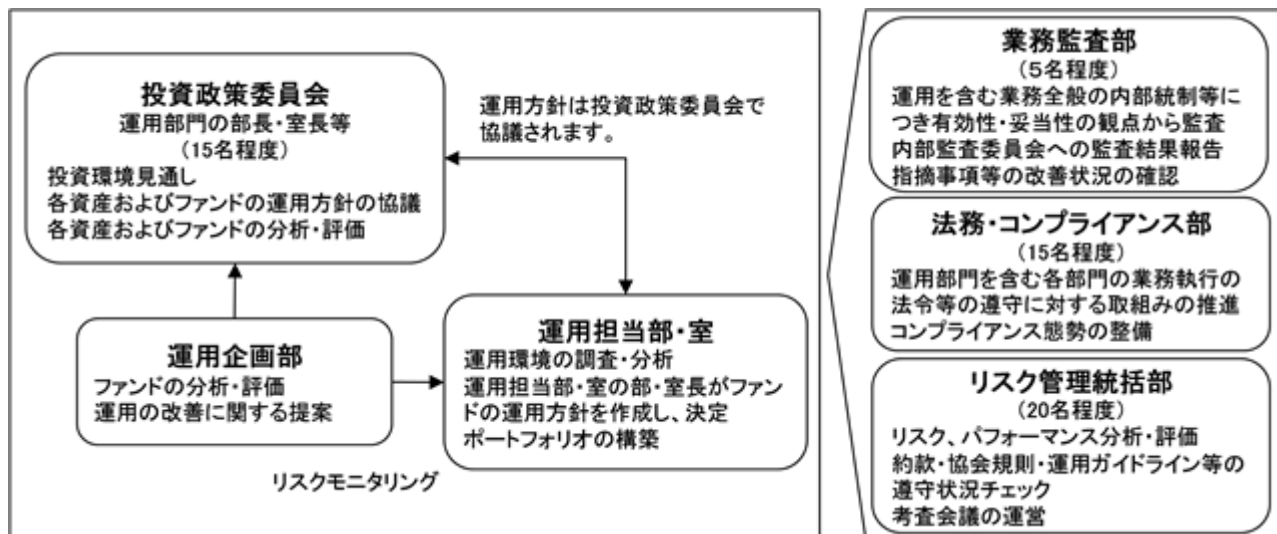 投資政策委員会
運用部門の部長・室長等
(15名程度)
投資環境見通し
各資産およびファンドの運用方針の協議
各資産およびファンドの分析・評価
運用方針は投資政策委員会で
協議されます。
運用企画部
ファンドの分析・評価
運用の改善に関する提案
運用担当部・室
運用環境の調査・分析
運用担当部・室の部・室長がファン
ドの運用方針を作成し、決定
ポートフォリオの構築
リスクモニタリング
業務監査部
(5名程度)
運用を含む業務全般の内部統制等に
つき有効性・妥当性の観点から監査
内部監査委員会への監査結果報告
指摘事項等の改善状況の確認
法務・コンプライアンス部
(15名程度)
運用部門を含む各部門の業務執行の
法令等の遵守に対する取組みの推進
コンプライアンス態勢の整備
リスク管理統括部
(20名程度)
リスク、パフォーマンス分析・評価
約款・協会規則・運用ガイドライン等の
遵守状況チェック
考査会議の運営